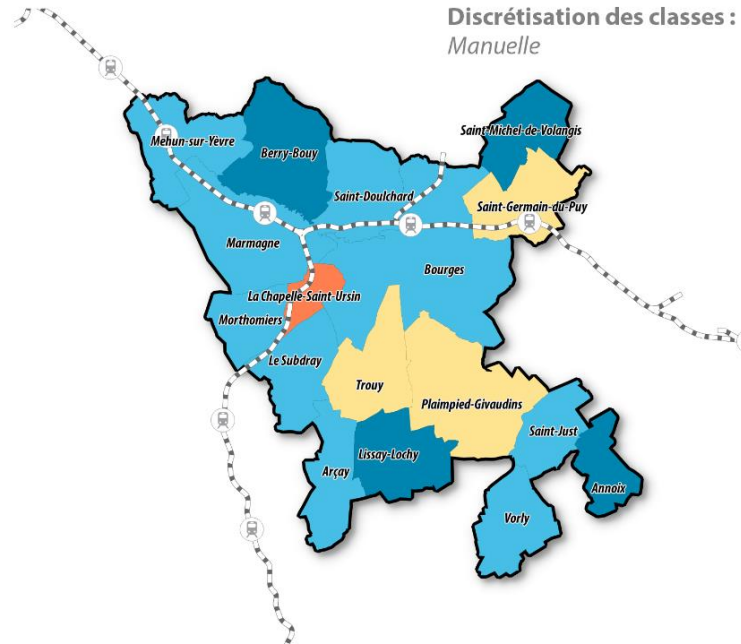 Discrétisation des classes :
Manuelle
Saint-Michel-de-Volangis
Mehun-sur-Yèvre
Berry-Bouy
Saint-Doulchard
Saint-Germain-du-Puy
Marmagne
Bourges
La Chapelle-Saint-Ursin
Morthomiers
Le Subdray
Trouy
Plaimpied-Givaudins
Saint-Just
Lissay-Lochy
Arçay
Annoix
Vorly